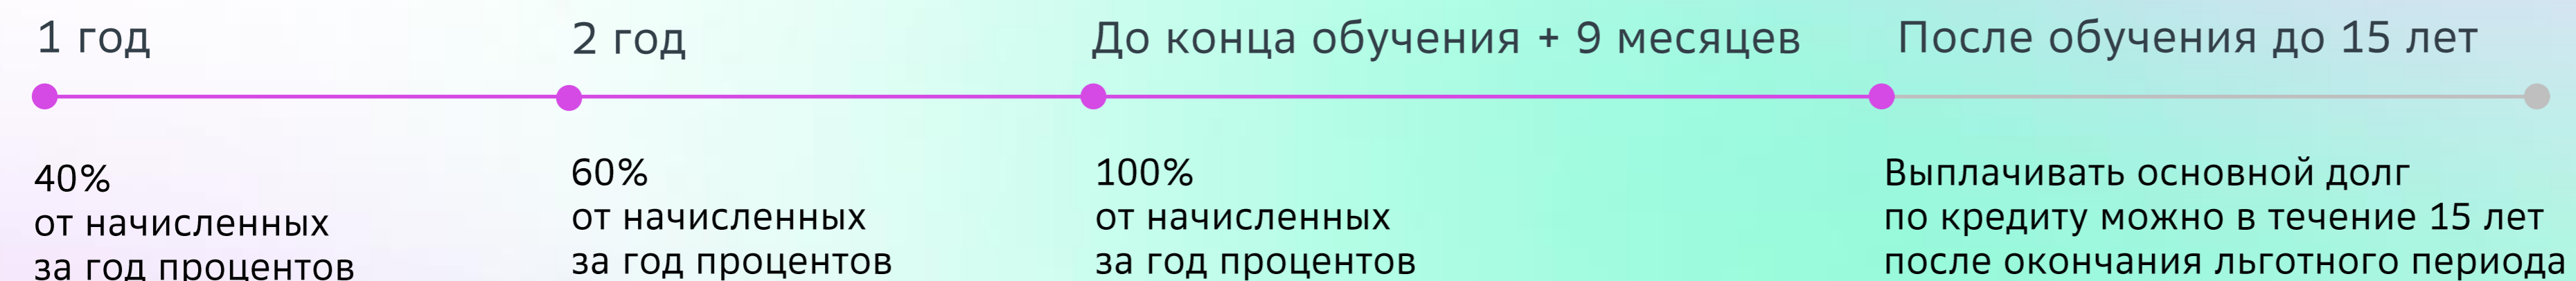 1 год
2 год
До конца обучения + 9 месяцев
После обучения до 15 лет
40%
от начисленных
за год процентов
60%
от начисленных
за год процентов
100%
от начисленных
за год процентов
Выплачивать основной долг
по кредиту можно в течение 15 лет
после окончания льготного периода